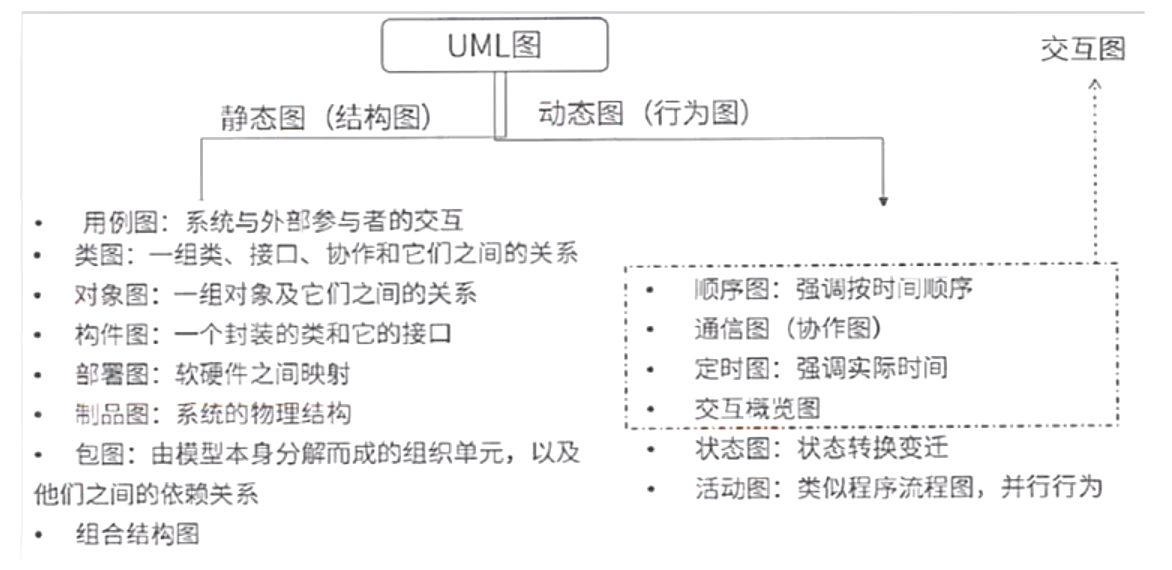 UML图
交互图
静态图（结构图）
动态图（行为图）
• 用例图：系统与外部参与者的交互
• 类图：一组类、接口、协作和它们之间的关系
• 对象图：一组对象及它们之间的关系
• 构件图：一个封装的类和它的接口
• 部署图：软硬件之间映射
• 制品图：系统的物理结构
• 包图：由模型本身分解而成的组织单元，以及
他们之间的依赖关系
• 组合结构图
• 顺序图：强调按时间顺序
• 通信图（协作图）
• 定时图：强调实际时间
• 交互概览图
• 状态图：状态转换变迁
• 活动图：类似程序流程图，并行行为